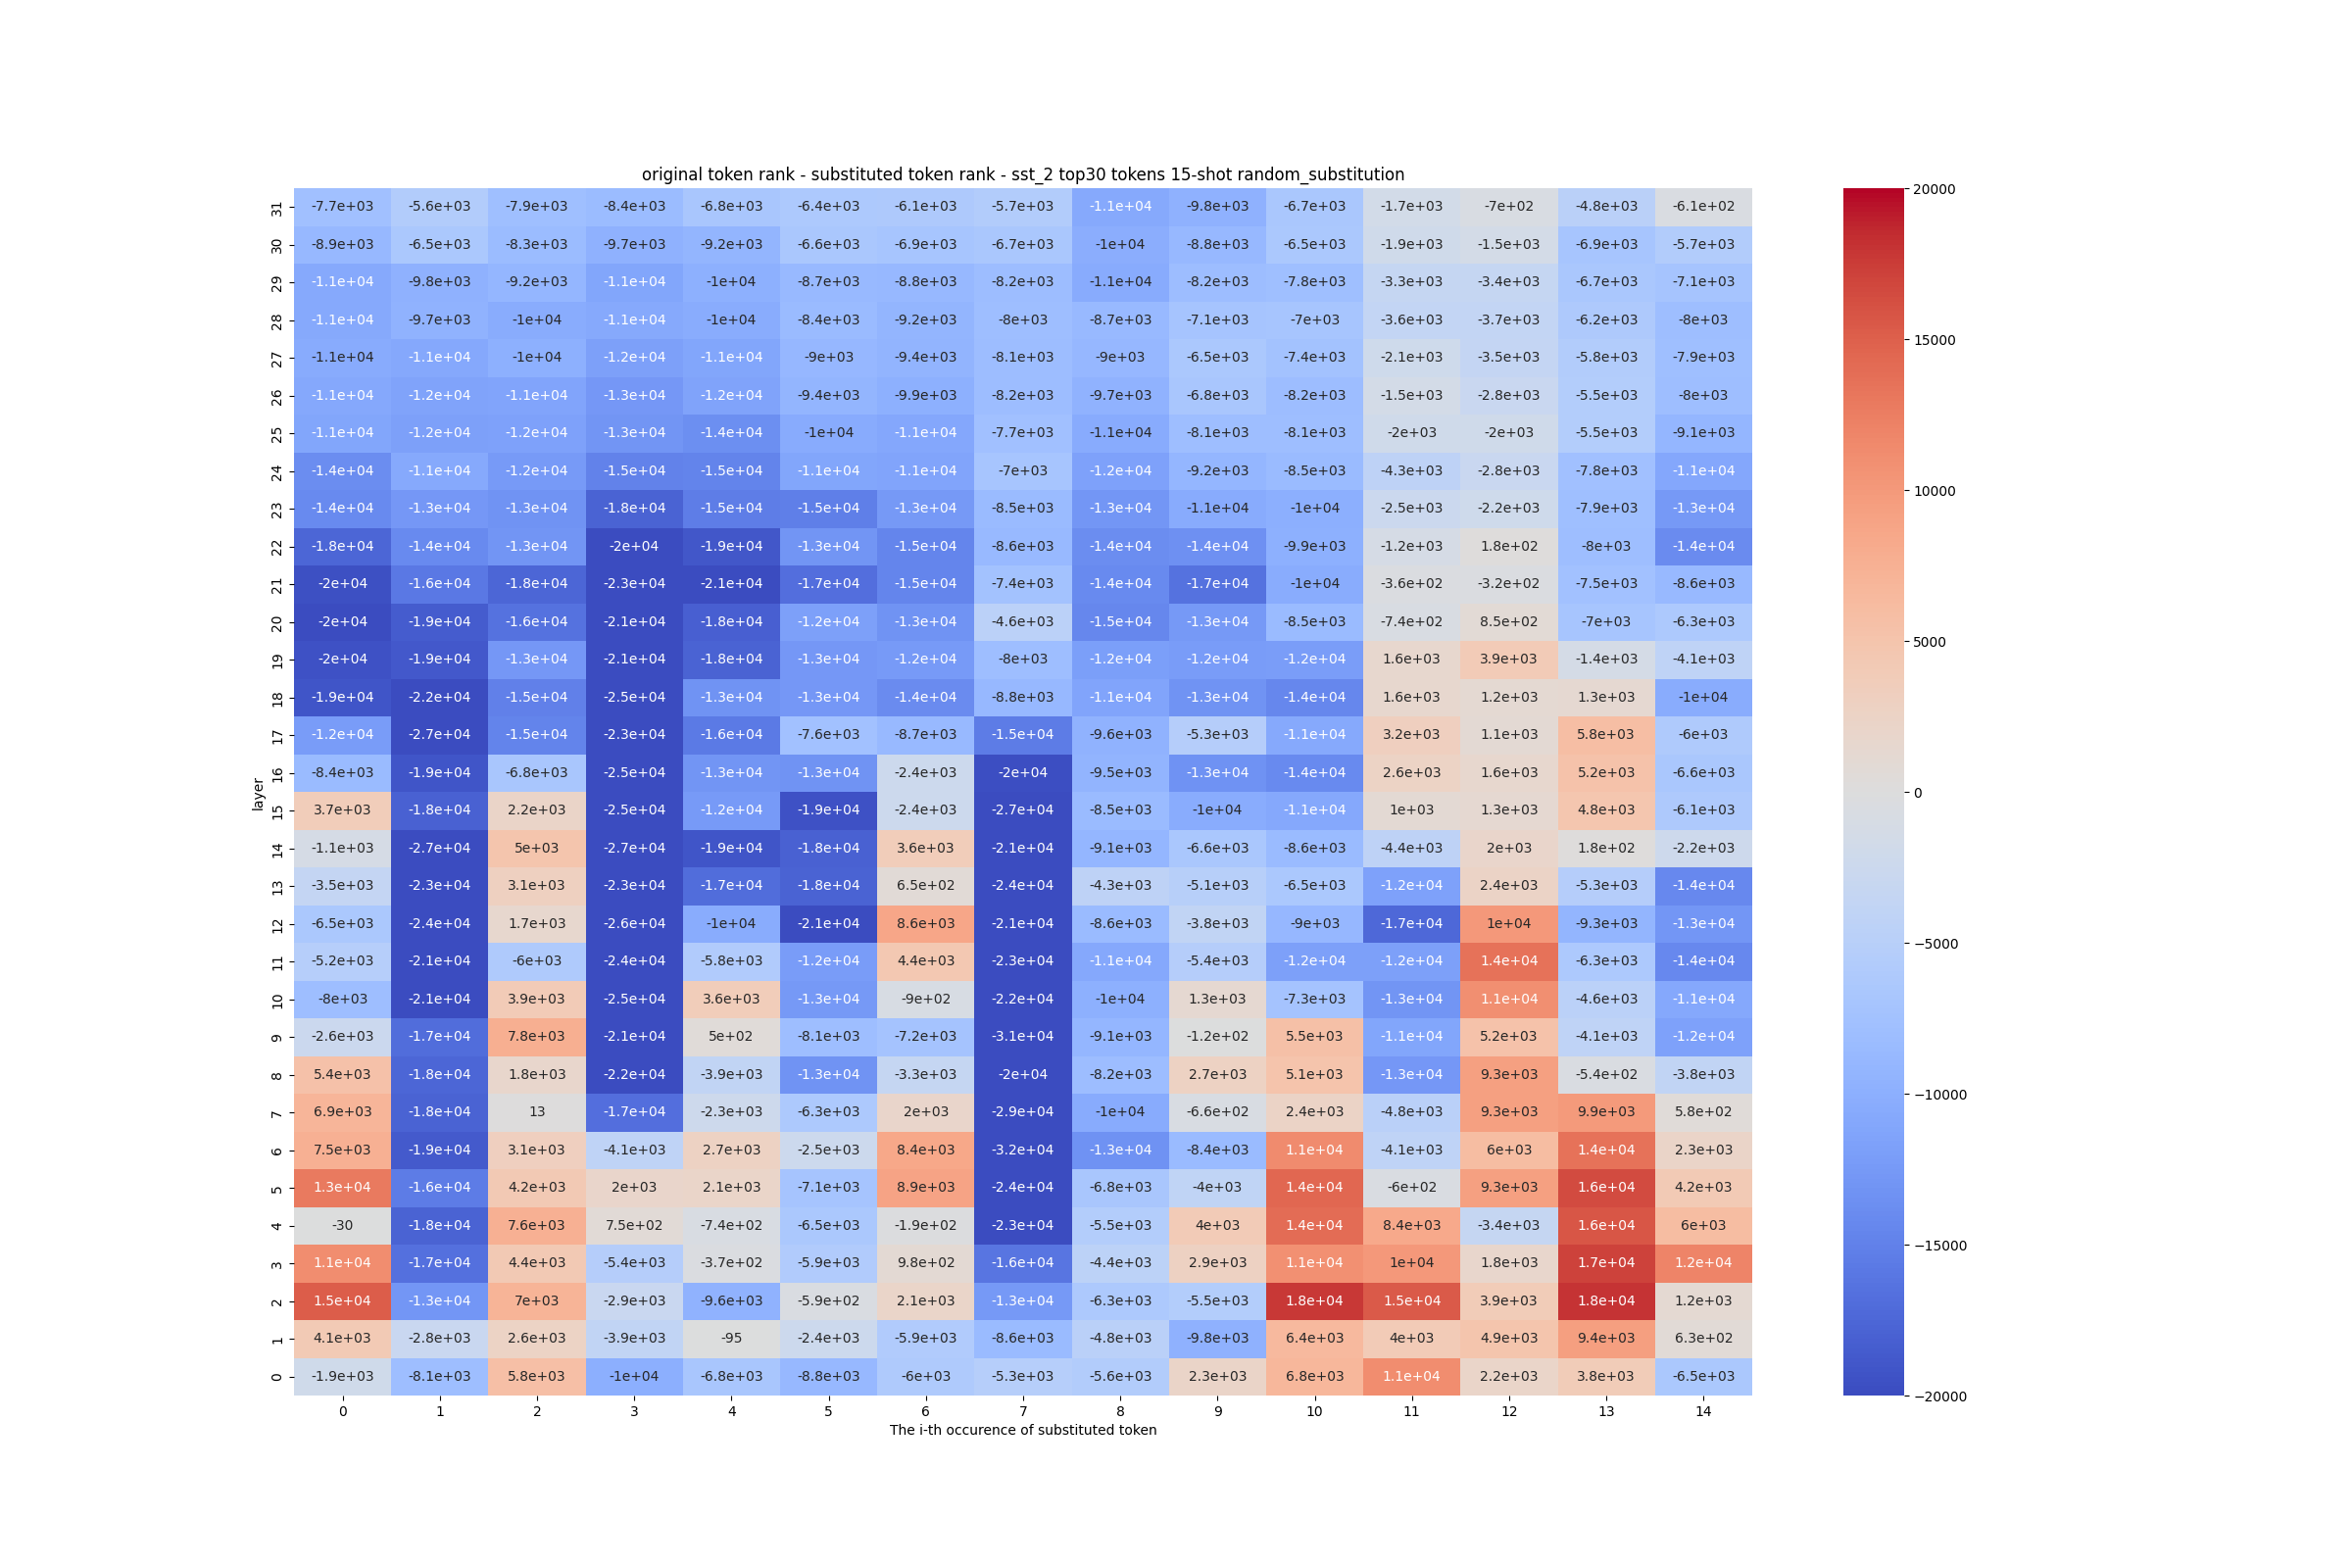 original token rank - substituted token rank - sst_2 top30 tokens 15-shot random_substitution
31 -7.7e+03 -5.6e+03 -7.9e+03 -8.4e+03 -6.8e+03 -6.4e+03 -6.1e+03 -5.7e+03 -1.1e+04 -9.8e+03 -6.7e+03 -1.7e+03 -7e+02 -4.8e+03 -6.1e+02
30 -8.9e+03 -6.5e+03 -8.3e+03 -9.7e+03 -9.2e+03 -6.6e+03 -6.9e+03 -6.7e+03 -1e+04 -8.8e+03 -6.5e+03 -1.9e+03 -1.5e+03 -6.9e+03 -5.7e+03
29 -1.1e+04 -9.8e+03 -9.2e+03 -1.1e+04 -1e+04 -8.7e+03 -8.8e+03 -8.2e+03 -1.1e+04 -8.2e+03 -7.8e+03 -3.3e+03 -3.4e+03 -6.7e+03 -7.1e+03
28 -1.1e+04 -9.7e+03 -1e+04 -1.1e+04 -1e+04 -8.4e+03 -9.2e+03 -8e+03 -8.7e+03 -7.1e+03 -7e+03 -3.6e+03 -3.7e+03 -6.2e+03 -8e+03
27 -1.1e+04 -1.1e+04 -1e+04 -1.2e+04 -1.1e+04 -9e+03 -9.4e+03 -8.1e+03 -9e+03 -6.5e+03 -7.4e+03 -2.1e+03 -3.5e+03 -5.8e+03 -7.9e+03
26 -1.1e+04 -1.2e+04 -1.1e+04 -1.3e+04 -1.2e+04 -9.4e+03 -9.9e+03 -8.2e+03 -9.7e+03 -6.8e+03 -8.2e+03 -1.5e+03 -2.8e+03 -5.5e+03 -8e+03
25 -1.1e+04 -1.2e+04 -1.2e+04 -1.3e+04 -1.4e+04 -1e+04 -1.1e+04 -7.7e+03 -1.1e+04 -8.1e+03 -8.1e+03 -2e+03 -2e+03 -5.5e+03 -9.1e+03
24 -1.4e+04 -1.1e+04 -1.2e+04 -1.5e+04 -1.5e+04 -1.1e+04 -1.1e+04 -7e+03 -1.2e+04 -9.2e+03 -8.5e+03 -4.3e+03 -2.8e+03 -7.8e+03 -1.1e+04
23 -1.4e+04 -1.3e+04 -1.3e+04 -1.8e+04 -1.5e+04 -1.5e+04 -1.3e+04 -8.5e+03 -1.3e+04 -1.1e+04 -1e+04 -2.5e+03 -2.2e+03 -7.9e+03 -1.3e+04
22 -1.8e+04 -1.4e+04 -1.3e+04 -2e+04 -1.9e+04 -1.3e+04 -1.5e+04 -8.6e+03 -1.4e+04 -1.4e+04 -9.9e+03 -1.2e+03 1.8e+02 -8e+03 -1.4e+04
21 -2e+04 -1.6e+04 -1.8e+04 -2.3e+04 -2.1e+04 -1.7e+04 -1.5e+04 -7.4e+03 -1.4e+04 -1.7e+04 -1e+04 -3.6e+02 -3.2e+02 -7.5e+03 -8.6e+03
20 -2e+04 -1.9e+04 -1.6e+04 -2.1e+04 -1.8e+04 -1.2e+04 -1.3e+04 -4.6e+03 -1.5e+04 -1.3e+04 -8.5e+03 -7.4e+02 8.5e+02 -7e+03 -6.3e+03
19 -2e+04 -1.9e+04 -1.3e+04 -2.1e+04 -1.8e+04 -1.3e+04 -1.2e+04 -8e+03 -1.2e+04 -1.2e+04 -1.2e+04 1.6e+03 3.9e+03 -1.4e+03 -4.1e+03
18 -1.9e+04 -2.2e+04 -1.5e+04 -2.5e+04 -1.3e+04 -1.3e+04 -1.4e+04 -8.8e+03 -1.1e+04 -1.3e+04 -1.4e+04 1.6e+03 1.2e+03 1.3e+03 -1e+04
17 -1.2e+04 -2.7e+04 -1.5e+04 -2.3e+04 -1.6e+04 -7.6e+03 -8.7e+03 -1.5e+04 -9.6e+03 -5.3e+03 -1.1e+04 3.2e+03 1.1e+03 5.8e+03 -6e+03
16 -8.4e+03 -1.9e+04 -6.8e+03 -2.5e+04 -1.3e+04 -1.3e+04 -2.4e+03 -2e+04 -9.5e+03 -1.3e+04 -1.4e+04 2.6e+03 1.6e+03 5.2e+03 -6.6e+03
layer
15 3.7e+03 -1.8e+04 2.2e+03 -2.5e+04 -1.2e+04 -1.9e+04 -2.4e+03 -2.7e+04 -8.5e+03 -1e+04 -1.1e+04 1e+03 1.3e+03 4.8e+03 -6.1e+03
14 -1.1e+03 -2.7e+04 5e+03 -2.7e+04 -1.9e+04 -1.8e+04 3.6e+03 -2.1e+04 -9.1e+03 -6.6e+03 -8.6e+03 -4.4e+03 2e+03 1.8e+02 -2.2e+03
13 -3.5e+03 -2.3e+04 3.1e+03 -2.3e+04 -1.7e+04 -1.8e+04 6.5e+02 -2.4e+04 -4.3e+03 -5.1e+03 -6.5e+03 -1.2e+04 2.4e+03 -5.3e+03 -1.4e+04
12 -6.5e+03 -2.4e+04 1.7e+03 -2.6e+04 -1e+04 -2.1e+04 8.6e+03 -2.1e+04 -8.6e+03 -3.8e+03 -9e+03 -1.7e+04 1e+04 -9.3e+03 -1.3e+04
11 -5.2e+03 -2.1e+04 -6e+03 -2.4e+04 -5.8e+03 -1.2e+04 4.4e+03 -2.3e+04 -1.1e+04 -5.4e+03 -1.2e+04 -1.2e+04 1.4e+04 -6.3e+03 -1.4e+04
10 -8e+03 -2.1e+04 3.9e+03 -2.5e+04 3.6e+03 -1.3e+04 -9e+02 -2.2e+04 -1e+04 1.3e+03 -7.3e+03 -1.3e+04 1.1e+04 -4.6e+03 -1.1e+04
9 -2.6e+03 -1.7e+04 7.8e+03 -2.1e+04 5e+02 -8.1e+03 -7.2e+03 -3.1e+04 -9.1e+03 -1.2e+02 5.5e+03 -1.1e+04 5.2e+03 -4.1e+03 -1.2e+04
8 5.4e+03 -1.8e+04 1.8e+03 -2.2e+04 -3.9e+03 -1.3e+04 -3.3e+03 -2e+04 -8.2e+03 2.7e+03 5.1e+03 -1.3e+04 9.3e+03 -5.4e+02 -3.8e+03
7 6.9e+03 -1.8e+04 13 -1.7e+04 -2.3e+03 -6.3e+03 2e+03 -2.9e+04 -1e+04 -6.6e+02 2.4e+03 -4.8e+03 9.3e+03 9.9e+03 5.8e+02
6 7.5e+03 -1.9e+04 3.1e+03 -4.1e+03 2.7e+03 -2.5e+03 8.4e+03 -3.2e+04 -1.3e+04 -8.4e+03 1.1e+04 -4.1e+03 6e+03 1.4e+04 2.3e+03
5 1.3e+04 -1.6e+04 4.2e+03 2e+03 2.1e+03 -7.1e+03 8.9e+03 -2.4e+04 -6.8e+03 -4e+03 1.4e+04 -6e+02 9.3e+03 1.6e+04 4.2e+03
4 -30 -1.8e+04 7.6e+03 7.5e+02 -7.4e+02 -6.5e+03 -1.9e+02 -2.3e+04 -5.5e+03 4e+03 1.4e+04 8.4e+03 -3.4e+03 1.6e+04 6e+03
3 1.1e+04 -1.7e+04 4.4e+03 -5.4e+03 -3.7e+02 -5.9e+03 9.8e+02 -1.6e+04 -4.4e+03 2.9e+03 1.1e+04 1e+04 1.8e+03 1.7e+04 1.2e+04
2 1.5e+04 -1.3e+04 7e+03 -2.9e+03 -9.6e+03 -5.9e+02 2.1e+03 -1.3e+04 -6.3e+03 -5.5e+03 1.8e+04 1.5e+04 3.9e+03 1.8e+04 1.2e+03
1 4.1e+03 -2.8e+03 2.6e+03 -3.9e+03 -95 -2.4e+03 -5.9e+03 -8.6e+03 -4.8e+03 -9.8e+03 6.4e+03 4e+03 4.9e+03 9.4e+03 6.3e+02
0 -1.9e+03 -8.1e+03 5.8e+03 -1e+04 -6.8e+03 -8.8e+03 -6e+03 -5.3e+03 -5.6e+03 2.3e+03 6.8e+03 1.1e+04 2.2e+03 3.8e+03 -6.5e+03
0 1 2 3 4 5 6 7 8 9 10 11 12 13 14
The i-th occurence of substituted token
20000
15000
10000
5000
0
−5000
−10000
−15000
−20000